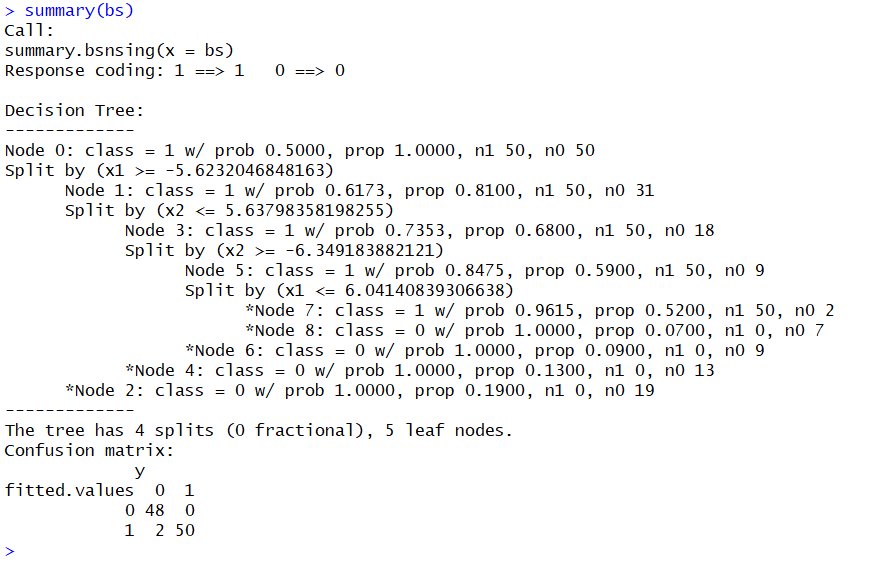 > summary(bs)
Call:
summary.bsnsing(x = bs)
Response coding: 1 ==> 1   0 ==> 0

Decision Tree:
-------------
Node 0: class = 1 w/ prob 0.5000, prop 1.0000, n1 50, n0 50
Split by (x1 >= -5.6232046848163)
      Node 1: class = 1 w/ prob 0.6173, prop 0.8100, n1 50, n0 31
      Split by (x2 <= 5.63798358198255)
            Node 3: class = 1 w/ prob 0.7353, prop 0.6800, n1 50, n0 18
            Split by (x2 >= -6.349183882121)
                  Node 5: class = 1 w/ prob 0.8475, prop 0.5900, n1 50, n0 9
                  Split by (x1 <= 6.04140839306638)
                        *Node 7: class = 1 w/ prob 0.9615, prop 0.5200, n1 50, n0 2
                        *Node 8: class = 0 w/ prob 1.0000, prop 0.0700, n1 0, n0 7
                  *Node 6: class = 0 w/ prob 1.0000, prop 0.0900, n1 0, n0 9
            *Node 4: class = 0 w/ prob 1.0000, prop 0.1300, n1 0, n0 13
      *Node 2: class = 0 w/ prob 1.0000, prop 0.1900, n1 0, n0 19
-------------
The tree has 4 splits (0 fractional), 5 leaf nodes.
Confusion matrix:
             y
fitted.values  0  1
            0 48  0
            1  2 50
>